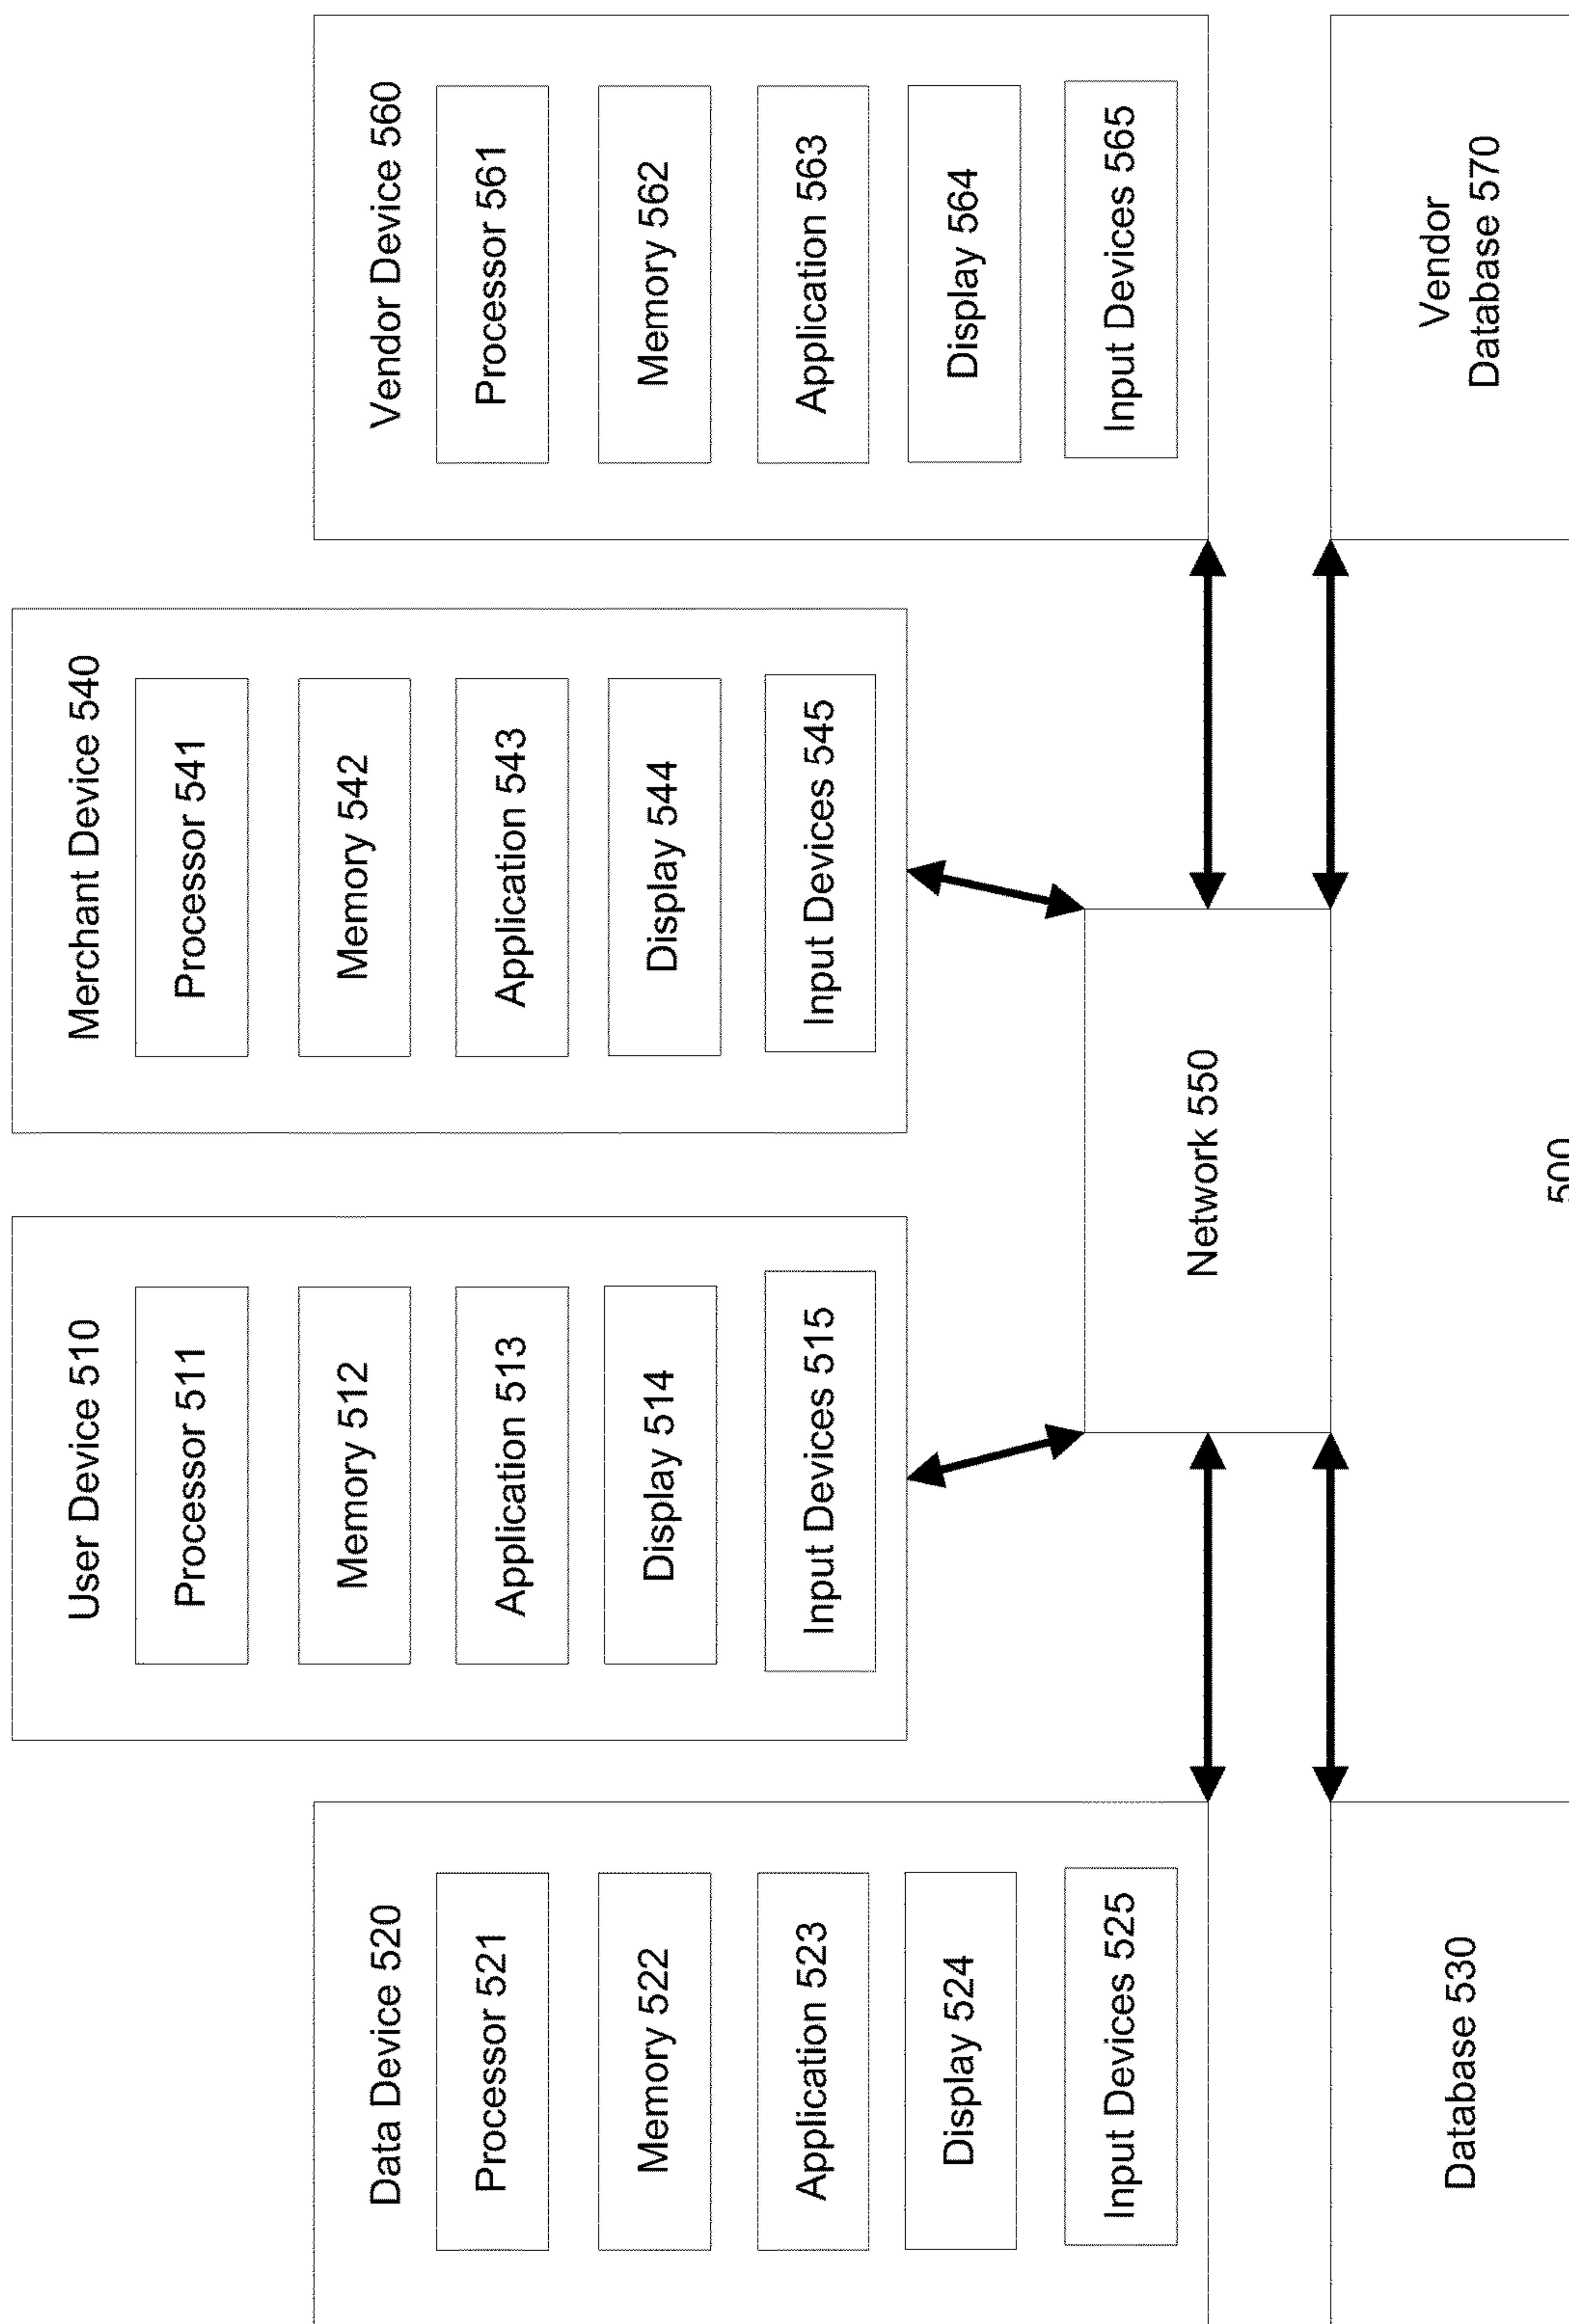 Data Device 520
Processor 521
Memory 522
Application 523
Display 524
Input Devices 525
User Device 510
Processor 511
Memory 512
Application 513
Display 514
Input Devices 515
Merchant Device 540
Processor 541
Memory 542
Application 543
Display 544
Input Devices 545
Vendor Device 560
Processor 561
Memory 562
Application 563
Display 564
Input Devices 565
Network 550
Database 530
Vendor
Database 570
500